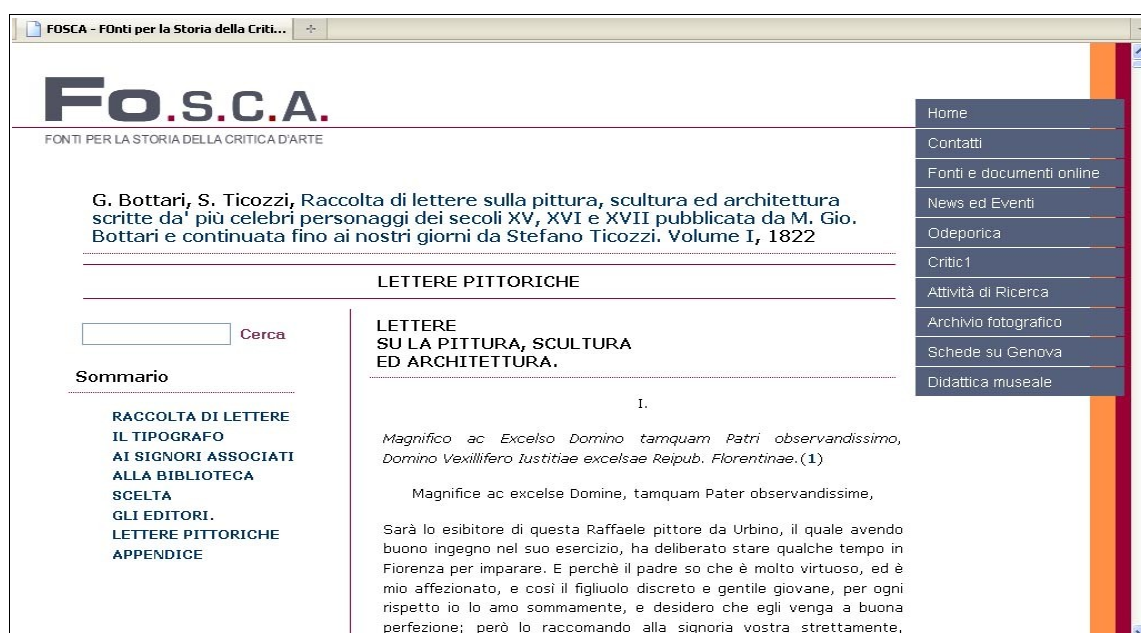 FOSCA - FOnti per la Storia della Criti...
FO.S.C.A.
FONTI PER LA STORIA DELLA CRITICA D'ARTE
Home
Contatti
Fonti e documenti online
News ed Eventi
Odeporica
Critic1
Attività di Ricerca
Archivio fotografico
Schede su Genova
Didattica museale
G. Bottari, S. Ticozzi, Raccolta di lettere sulla pittura, scultura ed architettura
scritte da' più celebri personaggi dei secoli XV, XVI e XVII pubblicata da M. Gio.
Bottari e continuata fino ai nostri giorni da Stefano Ticozzi. Volume I, 1822
LETTERE PITTORICHE
Cerca
Sommario
RACCOLTA DI LETTERE
IL TIPOGRAFO
AI SIGNORI ASSOCIATI
ALLA BIBLIOTECA
SCELTA
GLI EDITORI.
LETTERE PITTORICHE
APPENDICE
LETTERE
SU LA PITTURA, SCULTURA
ED ARCHITETTURA.
I.
Magnifico ac Excelso Domino tamquam Patri observandissimo,
Domino Vexillifero Iustitiae excelsae Reipub. Florentinae.(1)
Magnifice ac excelse Domine, tamquam Pater observandissime,
Sarà lo esibitore di questa Raffaele pittore da Urbino, il quale avendo
buono ingegno nel suo esercizio, ha deliberato stare qualche tempo in
Fiorenza per imparare. E perchè il padre so che è molto virtuoso, ed è
mio affezionato, e così il figliuolo discreto e gentile giovane, per ogni
rispetto io lo amo sommamente, e desidero che egli venga a buona
perfezione; però lo raccomando alla signoria vostra strettamente,